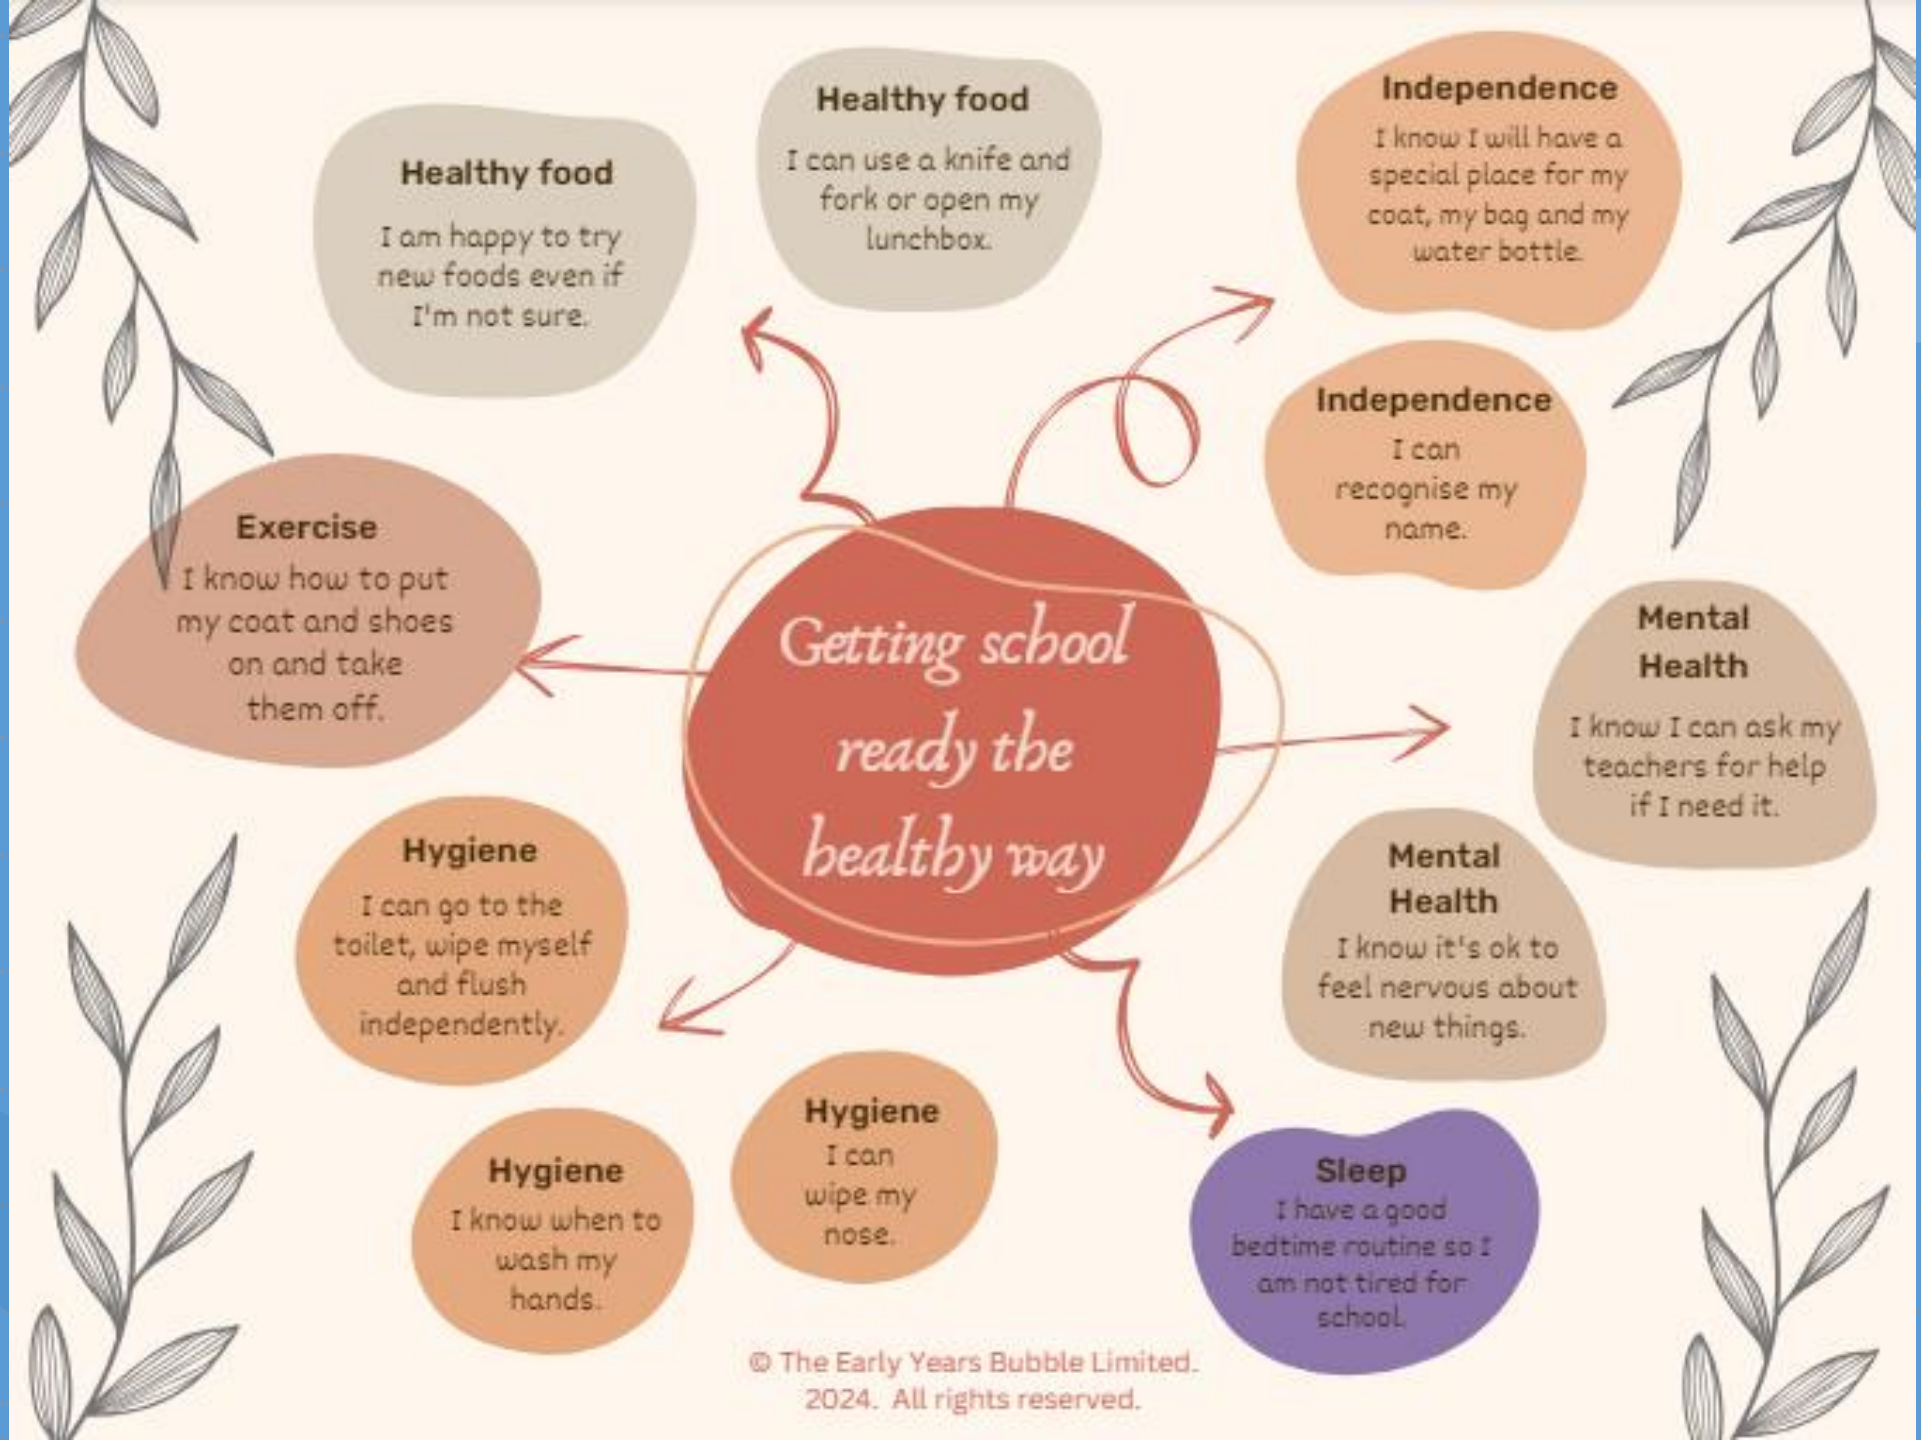 Healthy food
I am happy to try
new foods even if
I'm not sure.
Healthy food
I can use a knife and
fork or open my
lunchbox.
Independence
I know I will have a
special place for my
coat, my bag and my
water bottle.
Independence
I can
recognise my
name.
Exercise
I know how to put
my coat and shoes
on and take
them off.
Getting school
ready the
healthy way
Mental
Health
I know I can ask my
teachers for help
if I need it.
Mental
Health
I know it's ok to
feel nervous about
new things.
Hygiene
I can go to the
toilet, wipe myself
and flush
independently.
Hygiene
I know when to
wash my
hands.
Hygiene
I can
wipe my
nose.
Sleep
I have a good
bedtime routine so I
am not tired for
school.
© The Early Years Bubble Limited.
2024. All rights reserved.